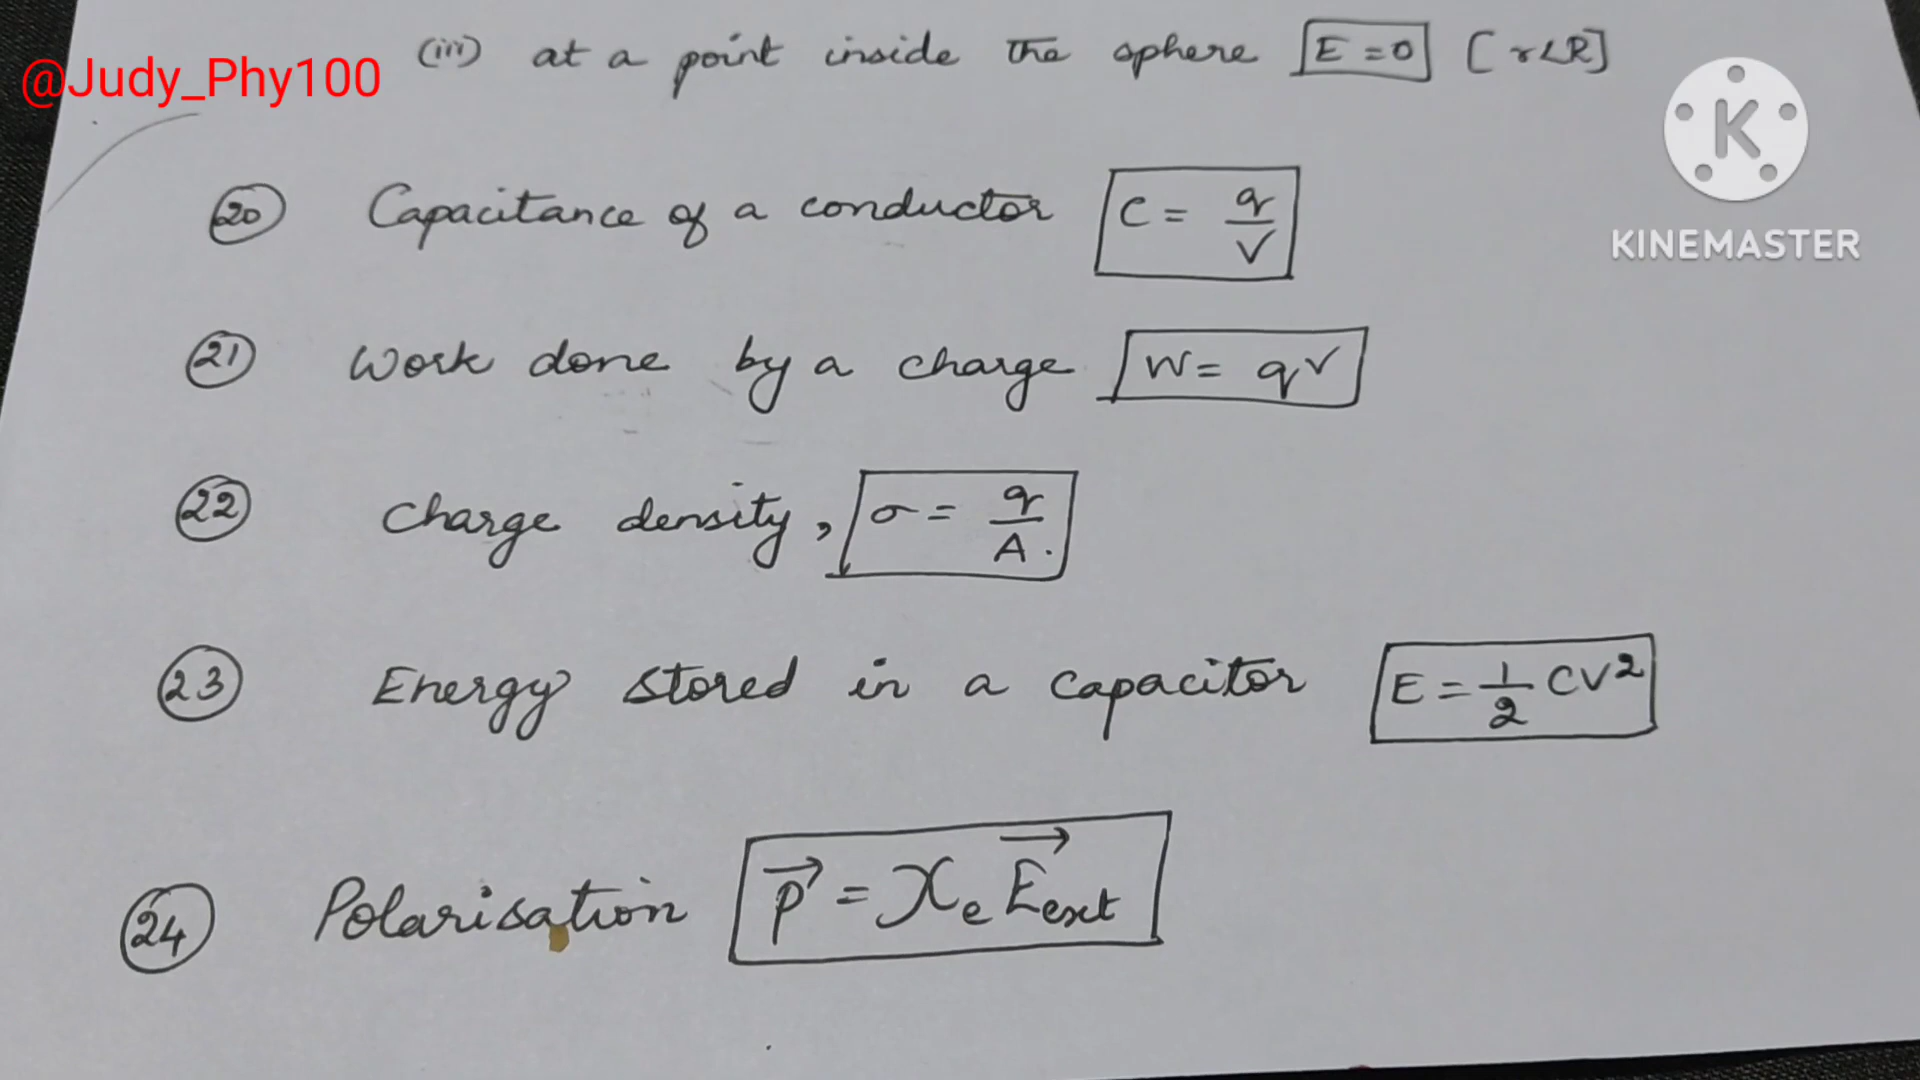 @Judy_Phy100
(iii) at a point inside the sphere E = 0 [r<R]
K
KINEMASTER
20 Capacitance of a conductor C = q/V
21 Work done by a charge W = qV
22 Charge density, σ = q/A.
23 Energy stored in a capacitor E = 1/2 CV²
24 Polarisation p⃗ = χe E⃗ext